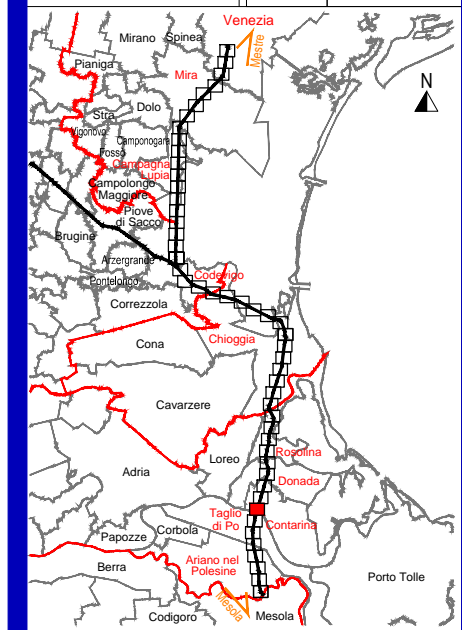 Venezia
Mirano
Spinea
Mestre
Pianiga
Mira
N
Dolo
Stra
Vigonovo
Camponogara
Fossò
Campagna
Lupia
Campolongo
Maggiore
Piove
di Sacco
Brugine
Arzergrande
Codevigo
Pontelongo
Correzzola
Chioggia
Cona
Cavarzere
Rosolina
Loreo
Adria
Donada
Taglio
di Po
Contarina
Corbola
Papozze
Ariano nel
Polesine
Berra
Porto Tolle
Mesola
Mesola
Codigoro